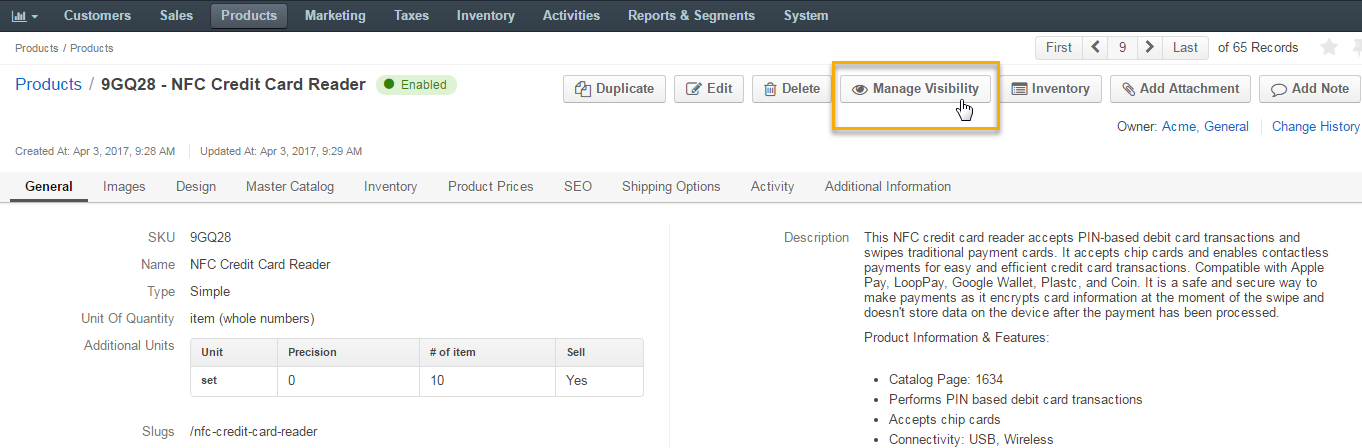 Customers Sales Products Marketing Taxes Inventory Activities Reports & Segments System
Products / Products
First 9 Last of 65 Records
Products / 9GQ28 - NFC Credit Card Reader Enabled
Duplicate Edit Delete Manage Visibility Inventory Add Attachment Add Note
Owner: Acme, General Change History
Created At: Apr 3, 2017, 9:28 AM Updated At: Apr 3, 2017, 9:29 AM
General Images Design Master Catalog Inventory Product Prices SEO Shipping Options Activity Additional Information
SKU 9GQ28
Name NFC Credit Card Reader
Type Simple
Unit Of Quantity item (whole numbers)
Additional Units
Unit Precision # of item Sell
set 0 10 Yes
Slugs /nfc-credit-card-reader
Description This NFC credit card reader accepts PIN-based debit card transactions and
swipes traditional payment cards. It accepts chip cards and enables contactless
payments for easy and efficient credit card transactions. Compatible with Apple
Pay, LoopPay, Google Wallet, Plastc, and Coin. It is a safe and secure way to
make payments as it encrypts card information at the moment of the swipe and
doesn't store data on the device after the payment has been processed.
Product Information & Features:
• Catalog Page: 1634
• Performs PIN based debit card transactions
• Accepts chip cards
• Connectivity: USB, Wireless